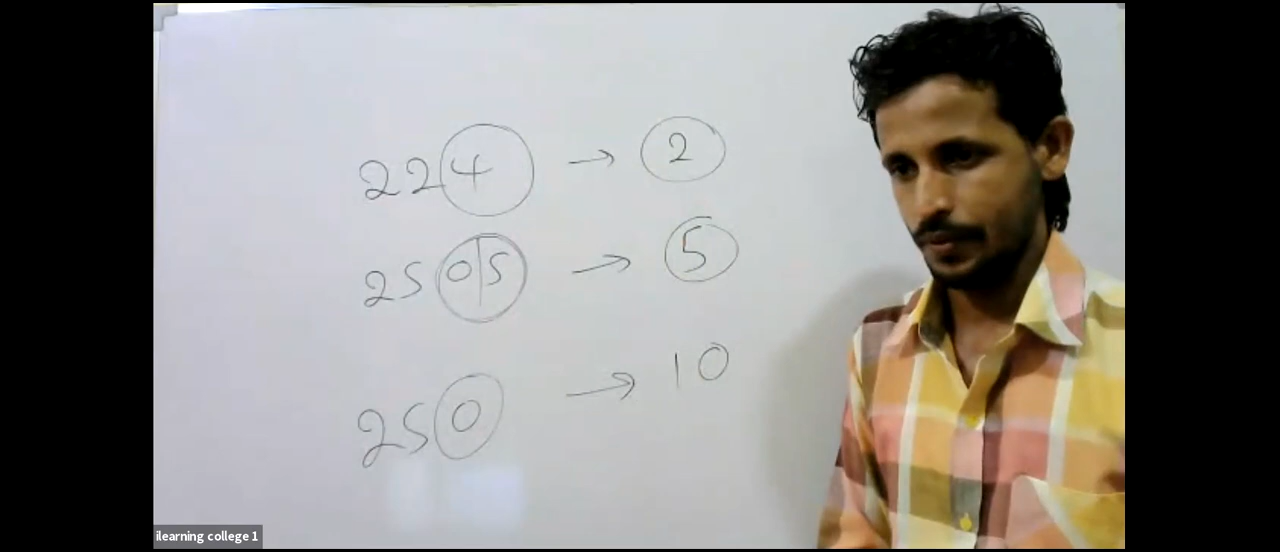 224 → 2
25 0|5 → 5
250 → 10
ilearning college 1